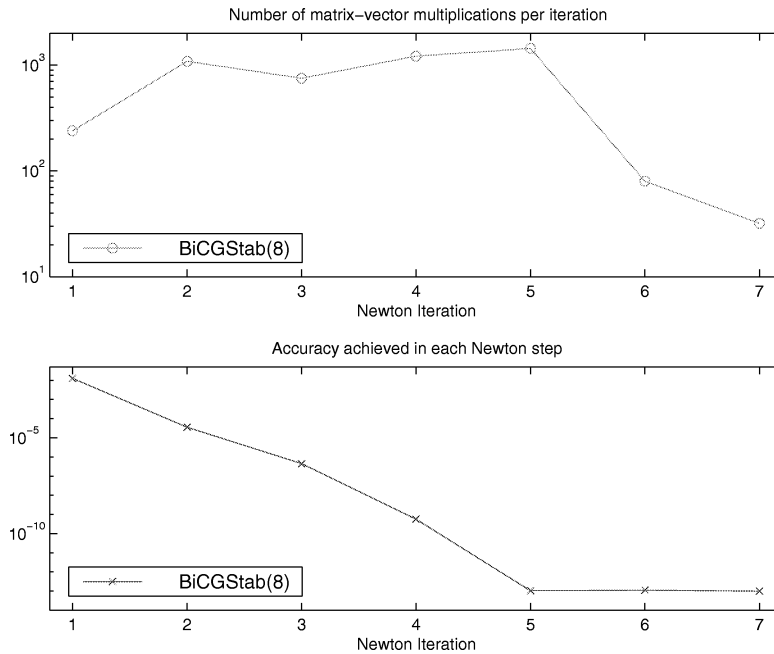 Number of matrix−vector multiplications per iteration
10³
10²
10¹
BiCGStab(8)
1 2 3 4 5 6 7
Newton Iteration
Accuracy achieved in each Newton step
10⁻⁵
10⁻¹⁰
BiCGStab(8)
1 2 3 4 5 6 7
Newton Iteration